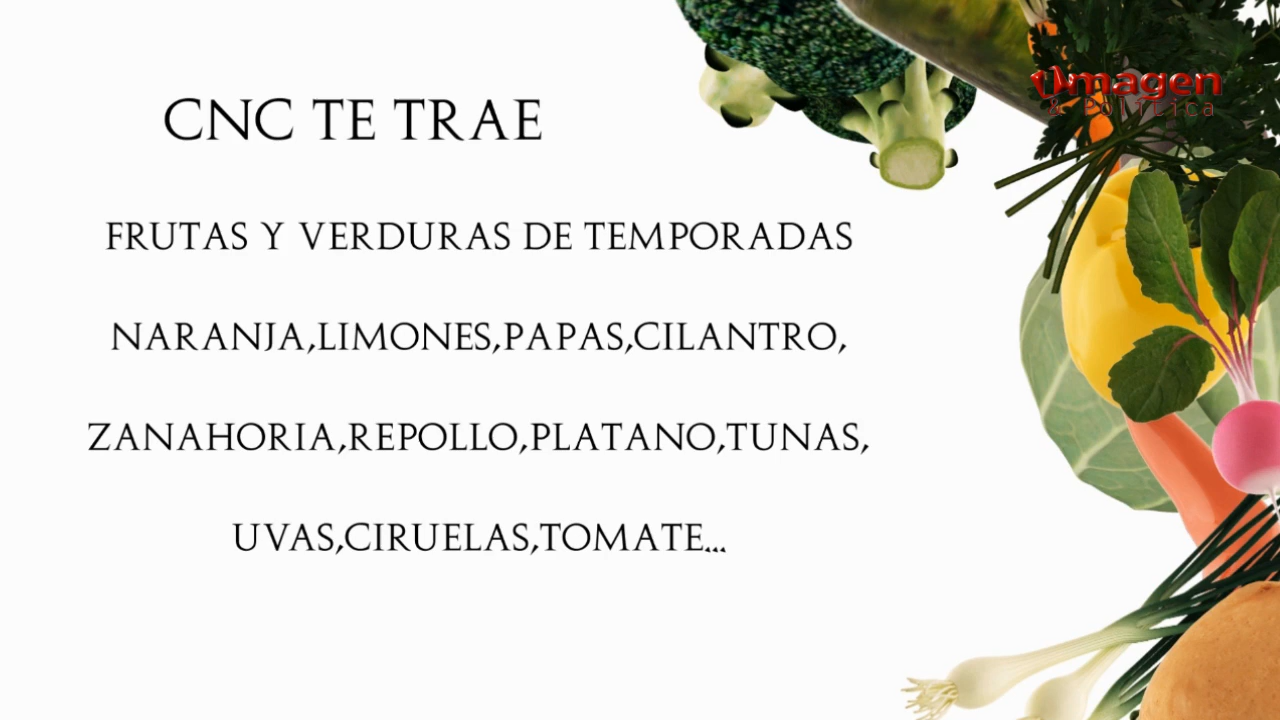 Imagen
& Política
CNC TE TRAE
FRUTAS Y VERDURAS DE TEMPORADAS
NARANJA,LIMONES,PAPAS,CILANTRO,
ZANAHORIA,REPOLLO,PLATANO,TUNAS,
UVAS,CIRUELAS,TOMATE...